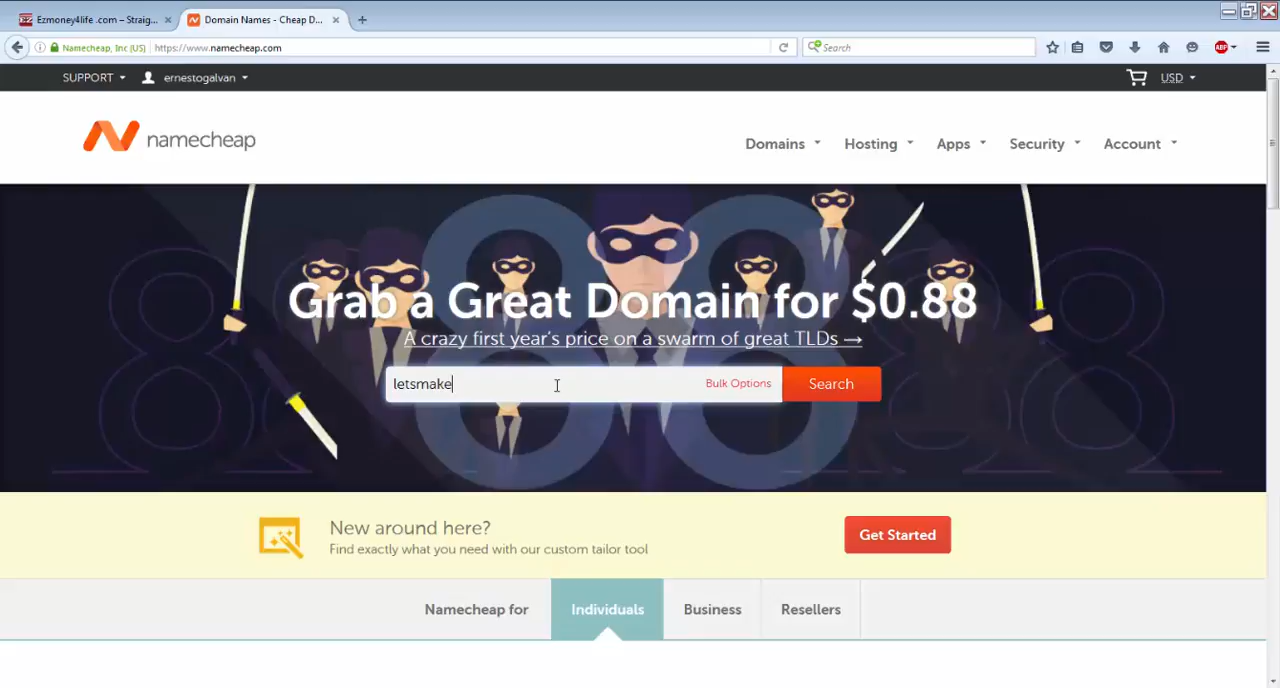 Ezmoney4life .com – Straig...
Domain Names - Cheap D...
Namecheap, Inc (US)
https://www.namecheap.com
Search
ABP
SUPPORT
ernestogalvan
USD
namecheap
Domains
Hosting
Apps
Security
Account
Grab a Great Domain for $0.88
A crazy first year's price on a swarm of great TLDs →
letsmake
Bulk Options
Search
New around here?
Find exactly what you need with our custom tailor tool
Get Started
Namecheap for
Individuals
Business
Resellers